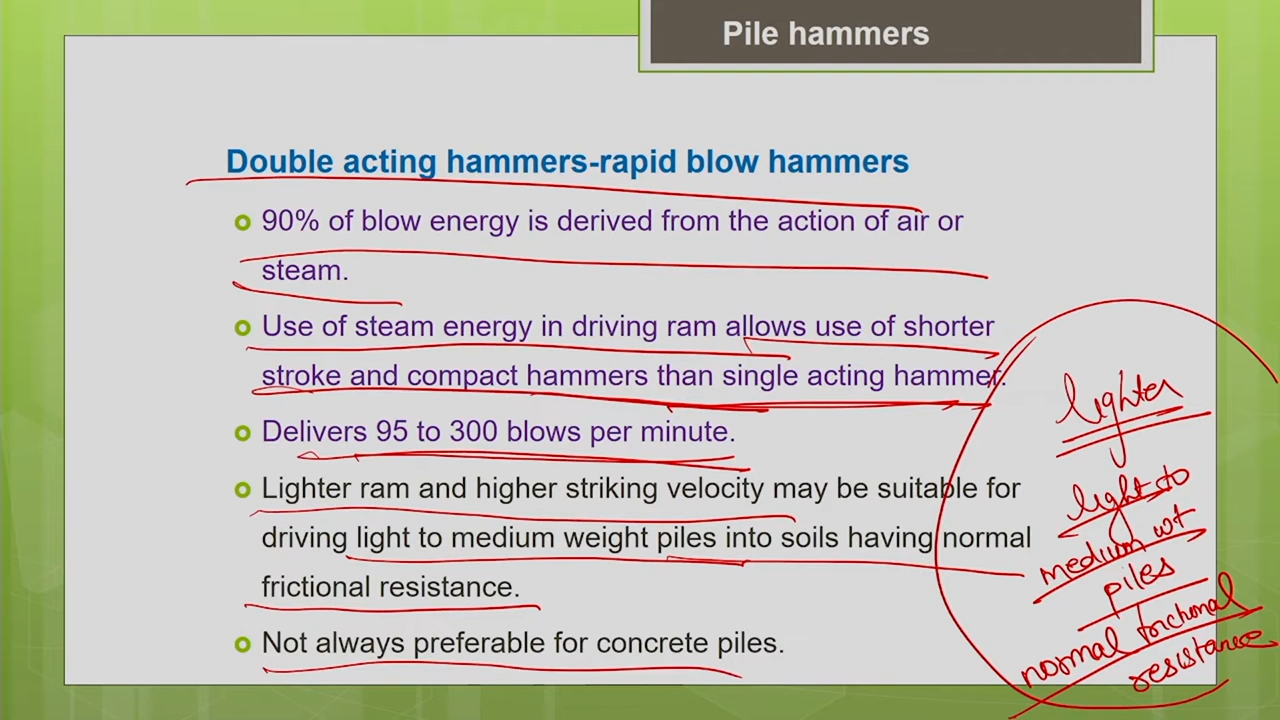 Pile hammers
Double acting hammers-rapid blow hammers
90% of blow energy is derived from the action of air or
steam.
Use of steam energy in driving ram allows use of shorter
stroke and compact hammers than single acting hammer.
Delivers 95 to 300 blows per minute.
Lighter ram and higher striking velocity may be suitable for
driving light to medium weight piles into soils having normal
frictional resistance.
Not always preferable for concrete piles.
lighter
light to
medium wt
piles
normal frictional
resistance